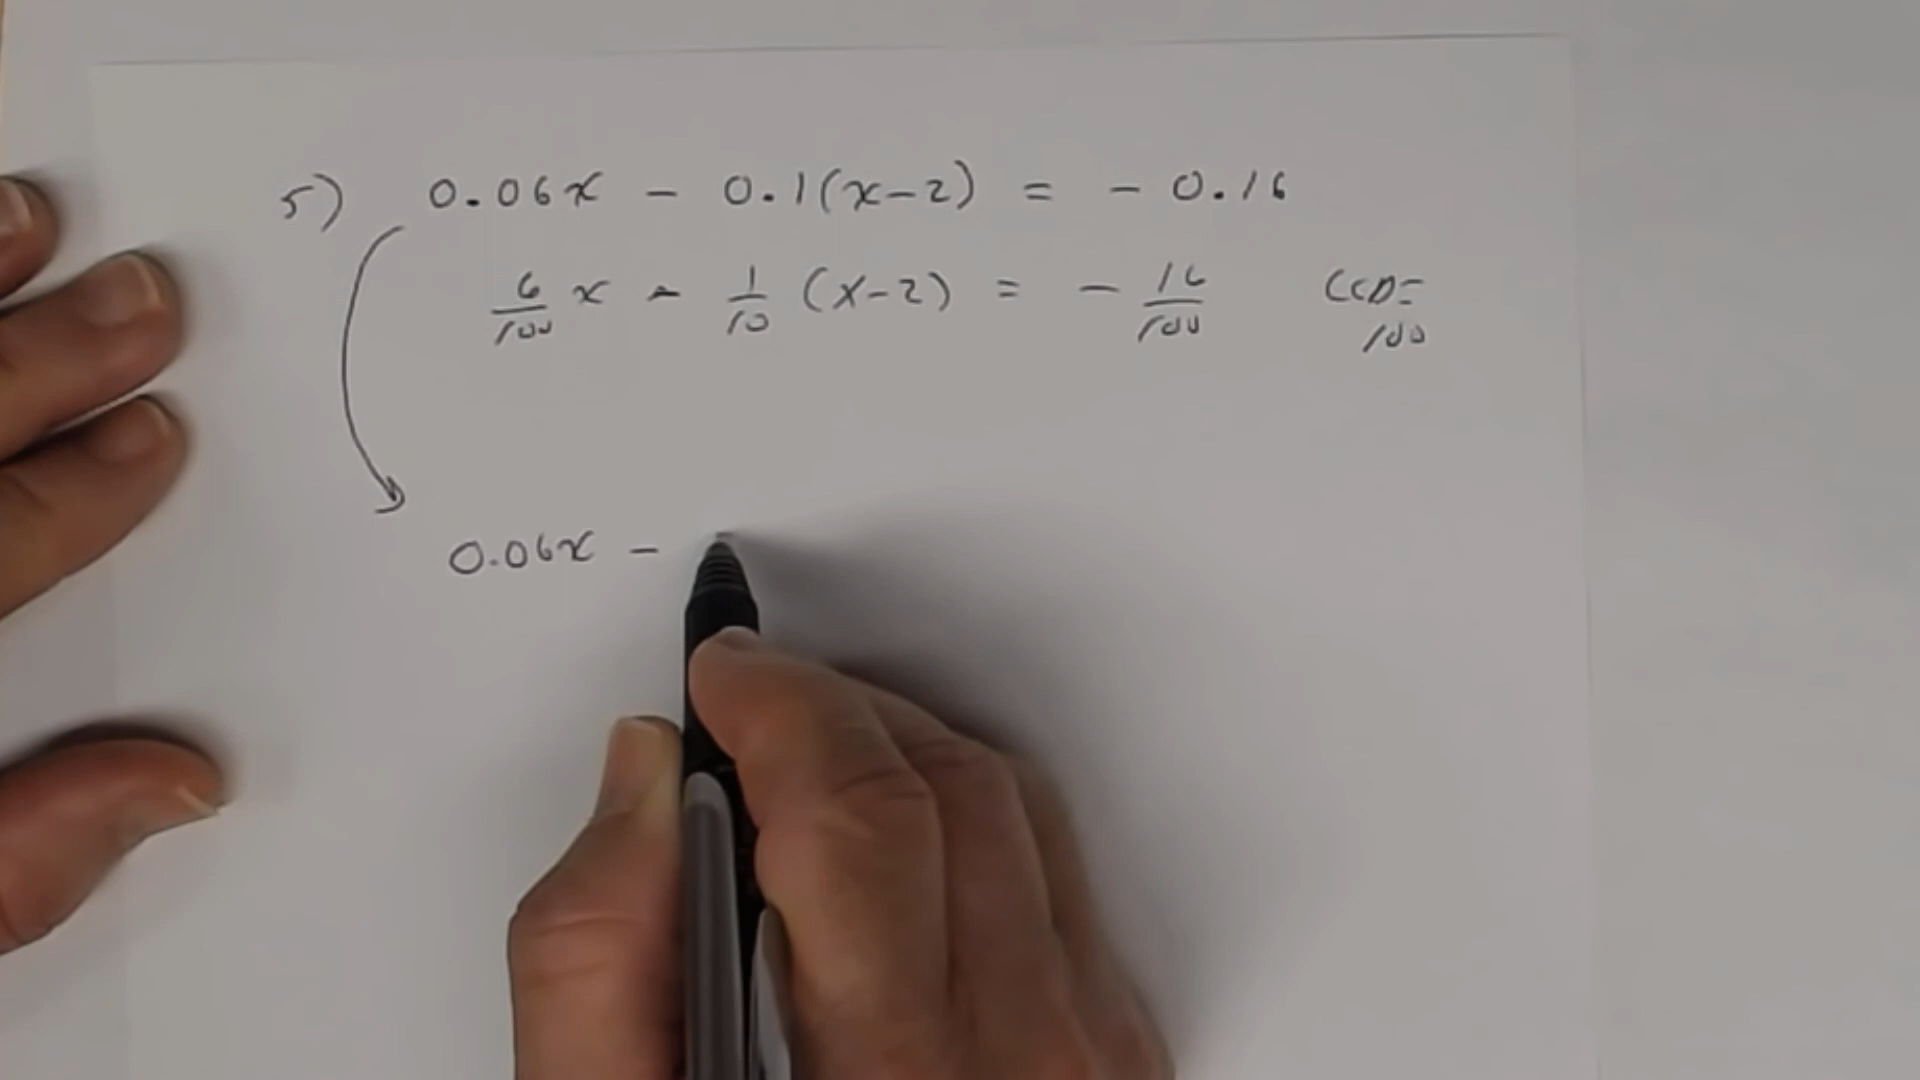 5) 0.06x - 0.1(x-2) = - 0.16
6/100 x - 1/10 (x-2) = - 16/100 LCD=
100
0.06x -